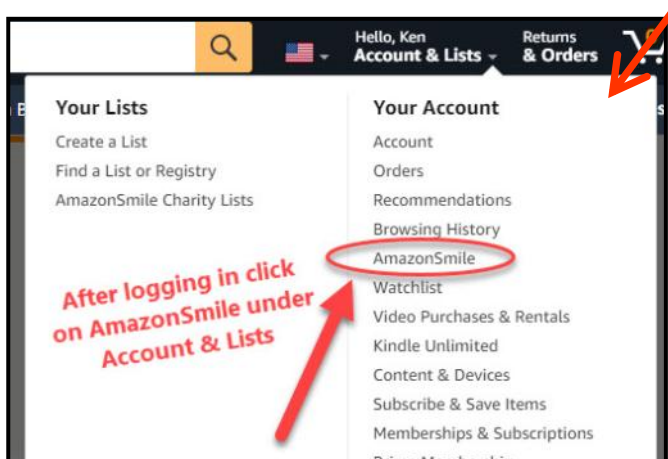 Hello, Ken
Account & Lists
Returns
& Orders
Your Lists
Create a List
Find a List or Registry
AmazonSmile Charity Lists
Your Account
Account
Orders
Recommendations
Browsing History
AmazonSmile
Watchlist
Video Purchases & Rentals
Kindle Unlimited
Content & Devices
Subscribe & Save Items
Memberships & Subscriptions
After logging in click
on AmazonSmile under
Account & Lists